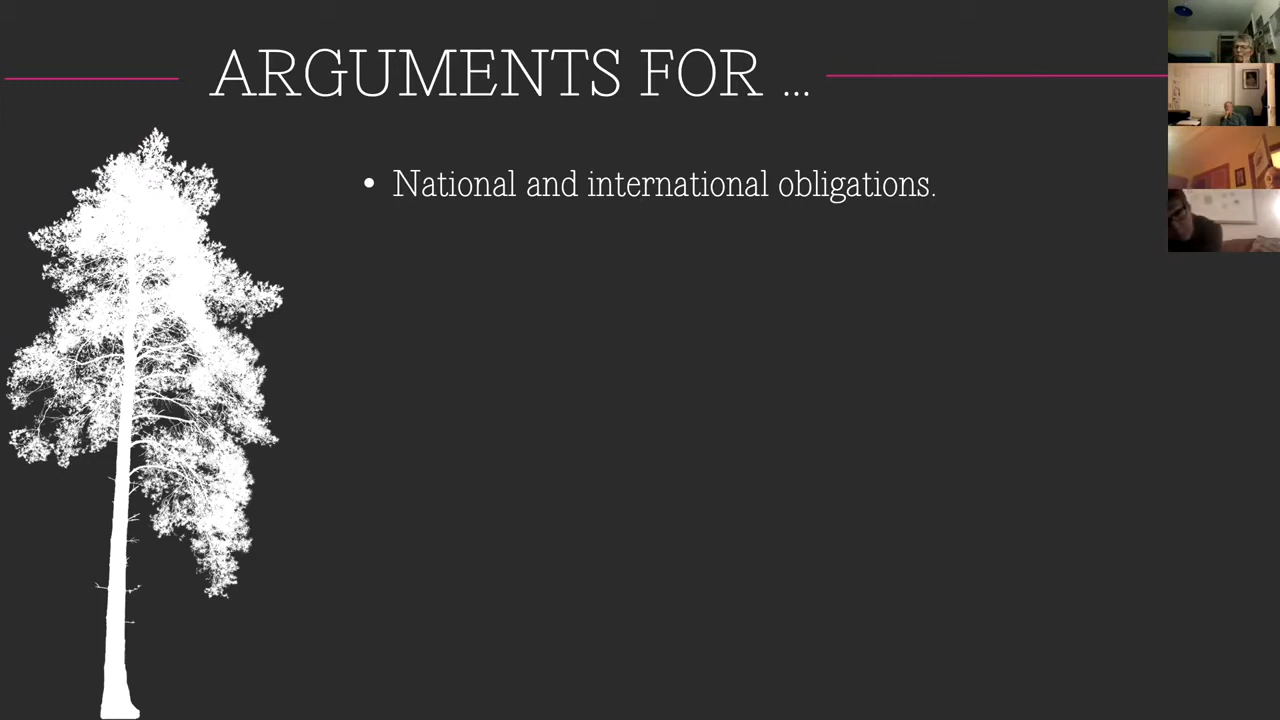 ARGUMENTS FOR ...
• National and international obligations.